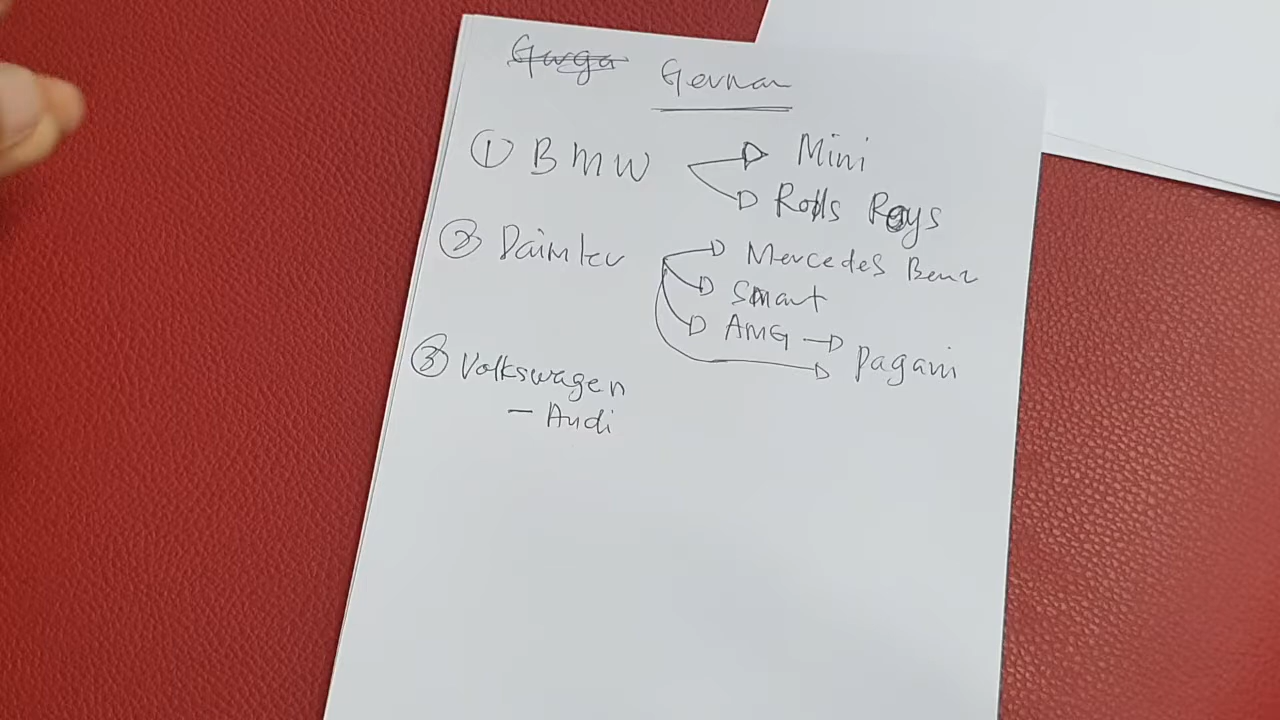 German
① BMW → Mini
→ Rolls Roys
② Daimler → Mercedes Benz
→ Smart
→ AMG → Pagani
③ Volkswagen
- Audi